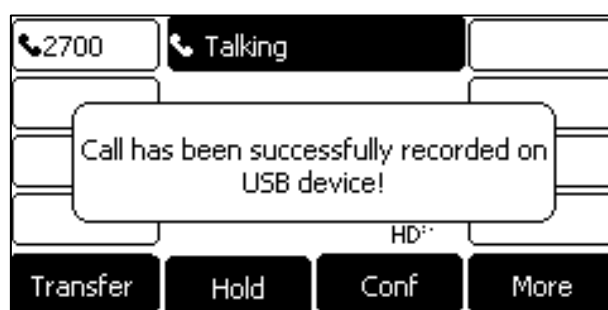 2700
Talking
Call has been successfully recorded on
USB device!
HD
Transfer Hold Conf More